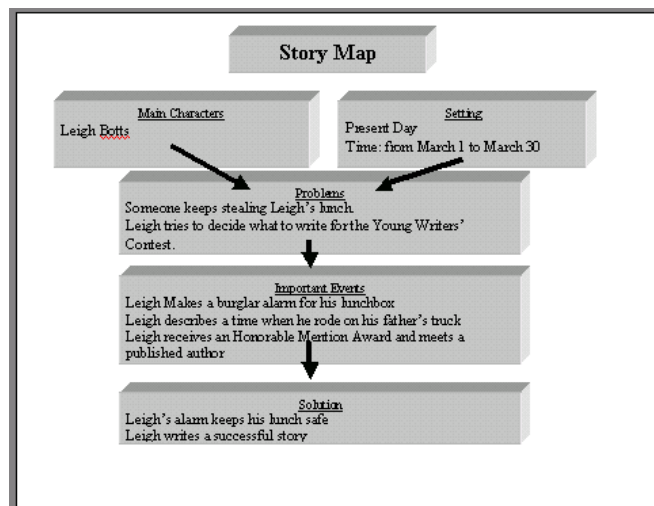 Story Map
Main Characters
Leigh Botts
Setting
Present Day
Time: from March 1 to March 30
Problems
Someone keeps stealing Leigh's lunch.
Leigh tries to decide what to write for the Young Writers'
Contest.
Important Events
Leigh Makes a burglar alarm for his lunchbox
Leigh describes a time when he rode on his father's truck
Leigh receives an Honorable Mention Award and meets a
published author
Solution
Leigh's alarm keeps his lunch safe
Leigh writes a successful story